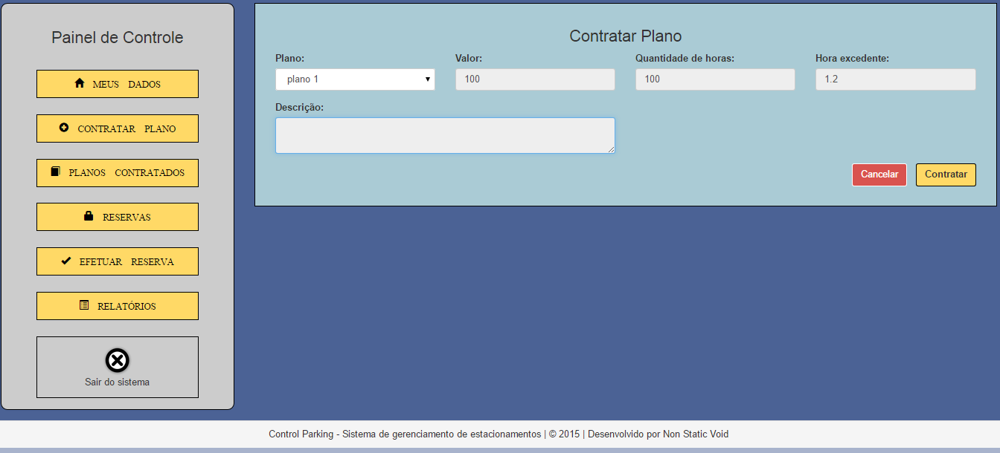 Painel de Controle
MEUS DADOS
CONTRATAR PLANO
PLANOS CONTRATADOS
RESERVAS
EFETUAR RESERVA
RELATÓRIOS
Sair do sistema
Contratar Plano
Plano: Valor: Quantidade de horas: Hora excedente:
plano 1 100 100 1.2
Descrição:
Cancelar Contratar
Control Parking - Sistema de gerenciamento de estacionamentos | © 2015 | Desenvolvido por Non Static Void